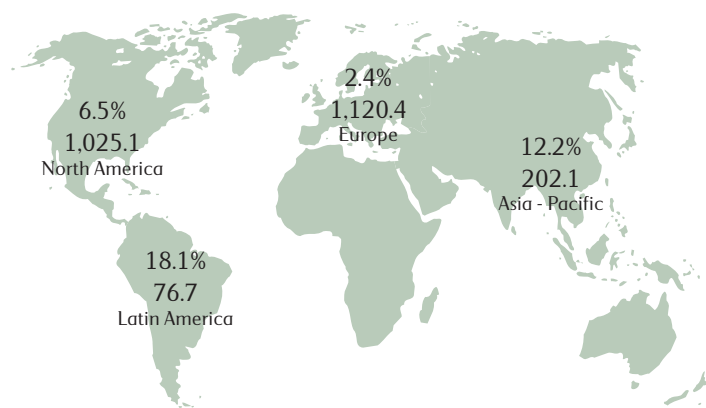 2.4%
1,120.4
Europe
6.5%
1,025.1
North America
12.2%
202.1
Asia - Pacific
18.1%
76.7
Latin America